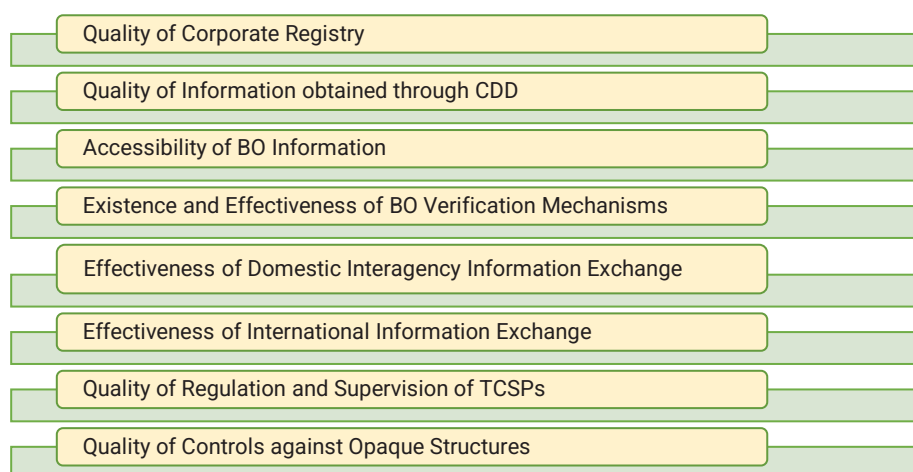 Quality of Corporate Registry
Quality of Information obtained through CDD
Accessibility of BO Information
Existence and Effectiveness of BO Verification Mechanisms
Effectiveness of Domestic Interagency Information Exchange
Effectiveness of International Information Exchange
Quality of Regulation and Supervision of TCSPs
Quality of Controls against Opaque Structures